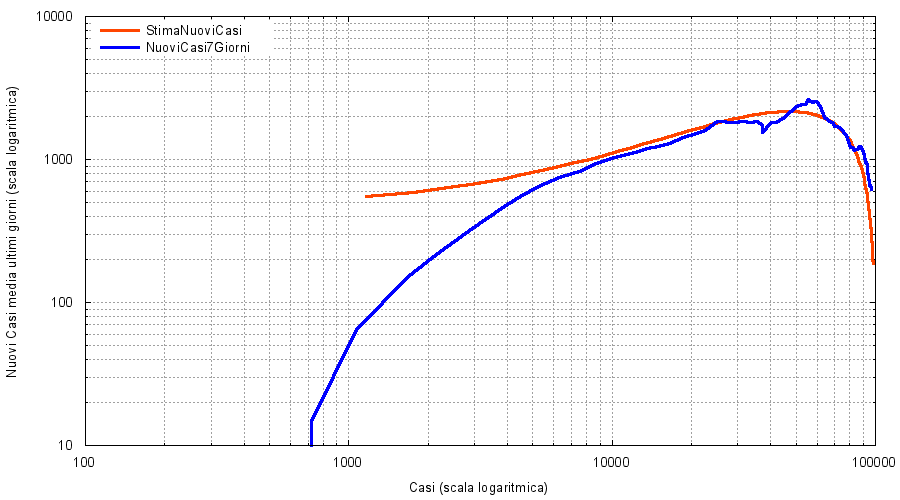 10000
StimaNuoviCasi
NuoviCasi7Giorni
1000
100
10
100
1000
10000
100000
Nuovi Casi media ultimi giorni (scala logaritmica)
Casi (scala logaritmica)